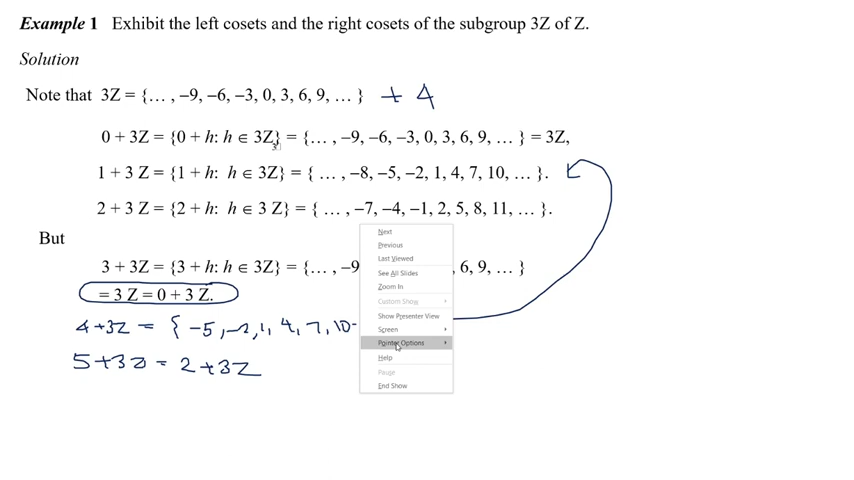 Example 1 Exhibit the left cosets and the right cosets of the subgroup 3Z of Z.
Solution
Note that 3Z = {… , –9, –6, –3, 0, 3, 6, 9, … } + 4
0 + 3Z = {0 + h: h ∈ 3Z} = {… , –9, –6, –3, 0, 3, 6, 9, … } = 3Z,
1 + 3 Z = {1 + h: h ∈ 3Z} = { … , –8, –5, –2, 1, 4, 7, 10, … }.
2 + 3 Z = {2 + h: h ∈ 3 Z} = { … , –7, –4, –1, 2, 5, 8, 11, … }.
But
3 + 3Z = {3 + h: h ∈ 3Z} = {… , –9 , 6, 9, … }
= 3 Z = 0 + 3 Z.
4+3Z = { -5, -2, 1, 4, 7, 10
5+3Z = 2+3Z
Next
Previous
Last Viewed
See All Slides
Zoom In
Custom Show
Show Presenter View
Screen
Pointer Options
Help
Pause
End Show